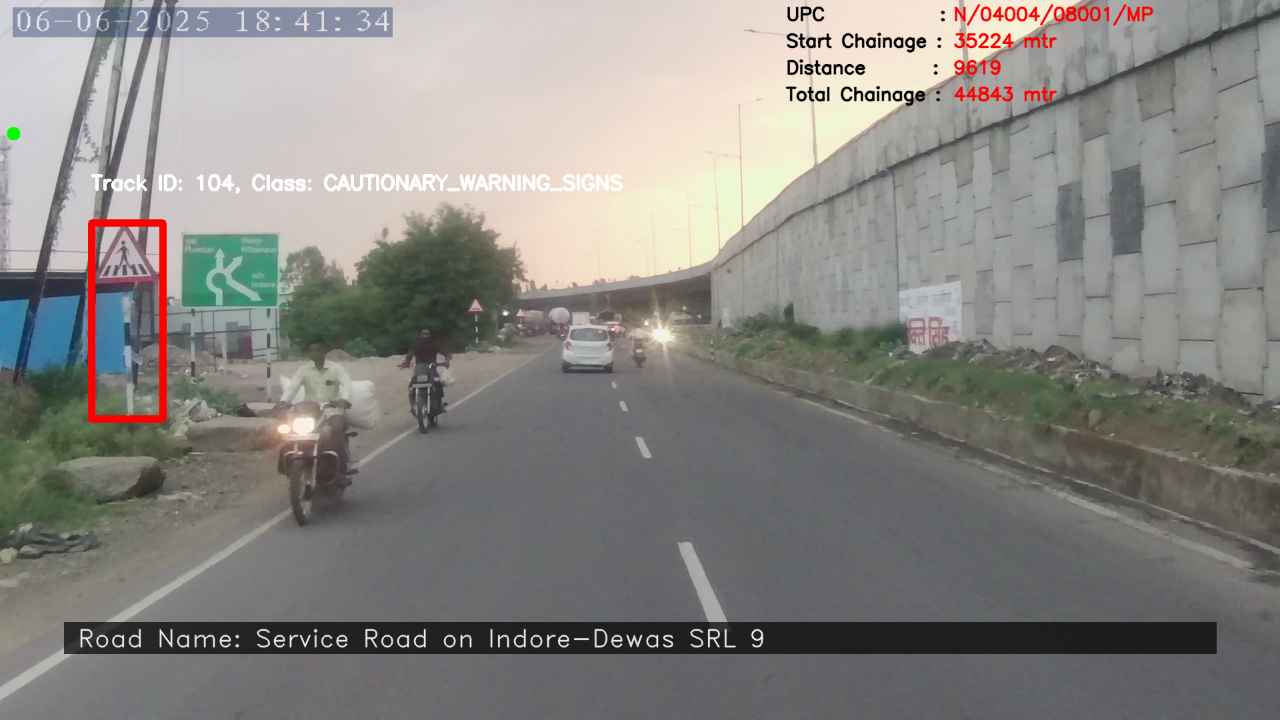 06-06-2025 18:41:34
UPC : N/04004/08001/MP
Start Chainage : 35224 mtr
Distance : 9619
Total Chainage : 44843 mtr
Track ID: 104, Class: CAUTIONARY_WARNING_SIGNS
Road Name: Service Road on Indore-Dewas SRL 9